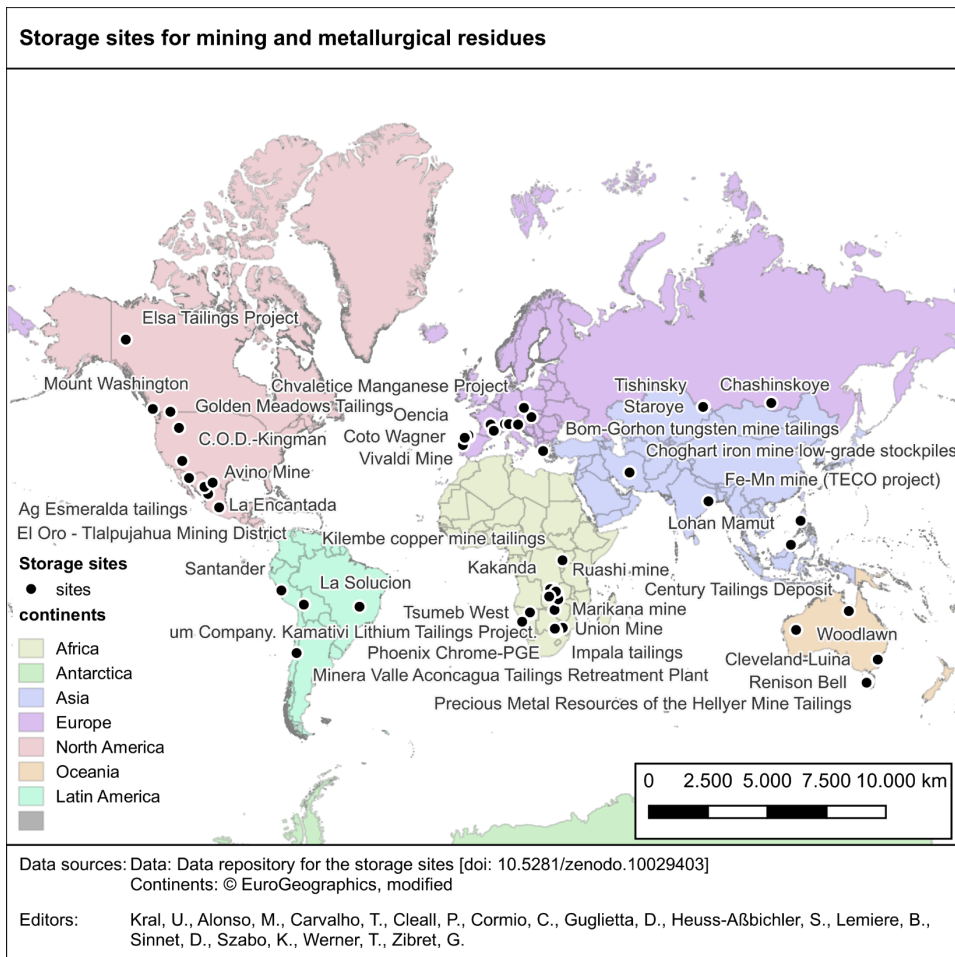 Storage sites for mining and metallurgical residues
Elsa Tailings Project
Mount Washington
Chvaletice Manganese Project
Tishinsky
Chashinskoye
Golden Meadows Tailings
Oencia
Staroye
C.O.D.-Kingman
Coto Wagner
Bom-Gorhon tungsten mine tailings
Vivaldi Mine
Choghart iron mine low-grade stockpiles
Avino Mine
Fe-Mn mine (TECO project)
Ag Esmeralda tailings
La Encantada
Lohan Mamut
El Oro - Tlalpujahua Mining District
Kilembe copper mine tailings
Storage sites
sites
Santander
Kakanda
Ruashi mine
La Solucion
Century Tailings Deposit
continents
Tsumeb West
Marikana mine
um Company. Kamativi Lithium Tailings Project.
Union Mine
Woodlawn
Africa
Phoenix Chrome-PGE
Impala tailings
Cleveland-Luina
Antarctica
Minera Valle Aconcagua Tailings Retreatment Plant
Renison Bell
Asia
Precious Metal Resources of the Hellyer Mine Tailings
Europe
North America
Oceania
Latin America
0 2.500 5.000 7.500 10.000 km
Data sources: Data: Data repository for the storage sites [doi: 10.5281/zenodo.10029403]
Continents: © EuroGeographics, modified
Editors: Kral, U., Alonso, M., Carvalho, T., Cleall, P., Cormio, C., Guglietta, D., Heuss-Aßbichler, S., Lemiere, B.,
Sinnet, D., Szabo, K., Werner, T., Zibret, G.